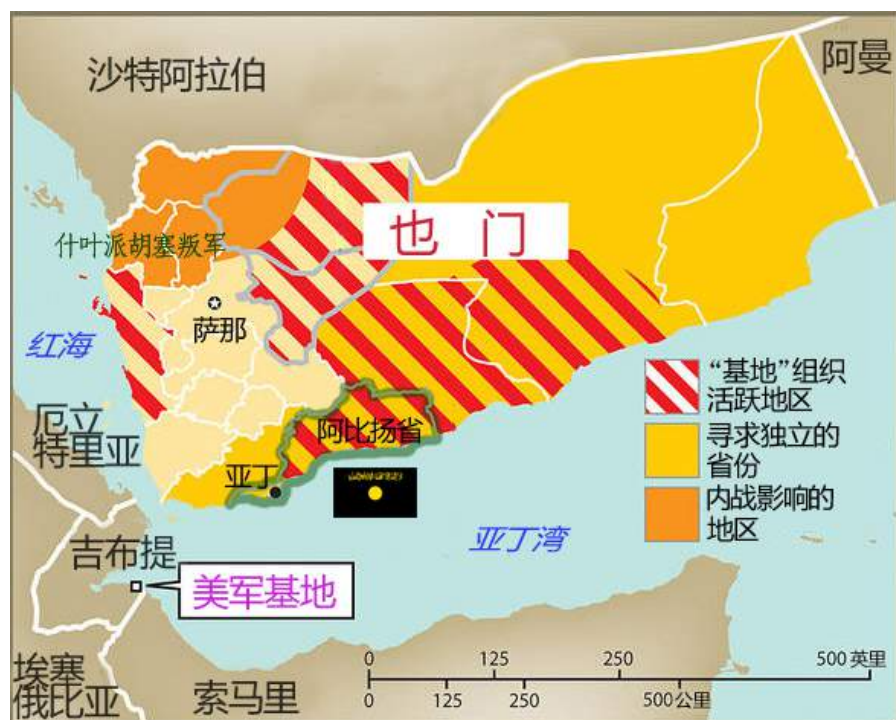 沙特阿拉伯
阿曼
也 门
什叶派胡塞叛军
萨那
红海
“基地”组织
活跃地区
厄立
特里亚
阿比扬省
寻求独立的
省份
亚丁
内战影响的
地区
亚丁湾
吉布提
美军基地
埃塞
俄比亚
索马里
0 125 250 500 英里
0 125 250 500 公里